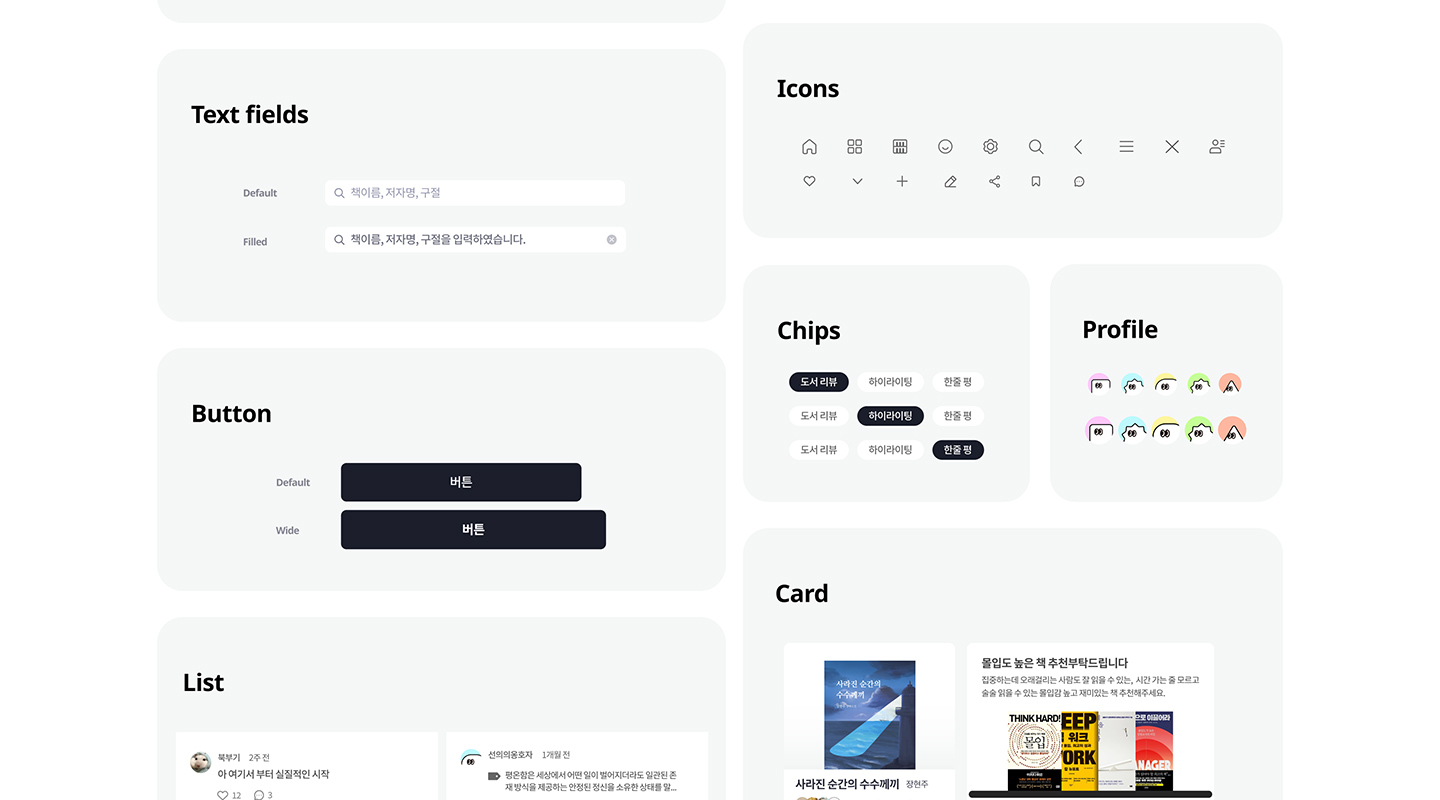 Text fields
Default
책이름, 저자명, 구절
Filled
책이름, 저자명, 구절을 입력하였습니다.
Button
Default
버튼
Wide
버튼
List
북부기 2주 전
아 여기서 부터 실질적인 시작
12 3
선의의옹호자 1개월 전
평온함은 세상에서 어떤 일이 벌어지더라도 일관된 존
재 방식을 제공하는 안정된 정신을 소유한 상태를 말...
Icons
Chips
도서 리뷰 하이라이팅 한줄 평
도서 리뷰 하이라이팅 한줄 평
도서 리뷰 하이라이팅 한줄 평
Profile
Card
사라진 순간의
수수께끼
사라진 순간의 수수께끼 장현주
몰입도 높은 책 추천부탁드립니다
집중하는데 오래걸리는 사람도 잘 읽을 수 있는, 시간 가는 줄 모르고
술술 읽을 수 있는 몰입감 높고 재미있는 책 추천해주세요.
THINK HARD!
몰입
EEP
워크
ORK
으로 이끌어라
ANAGER